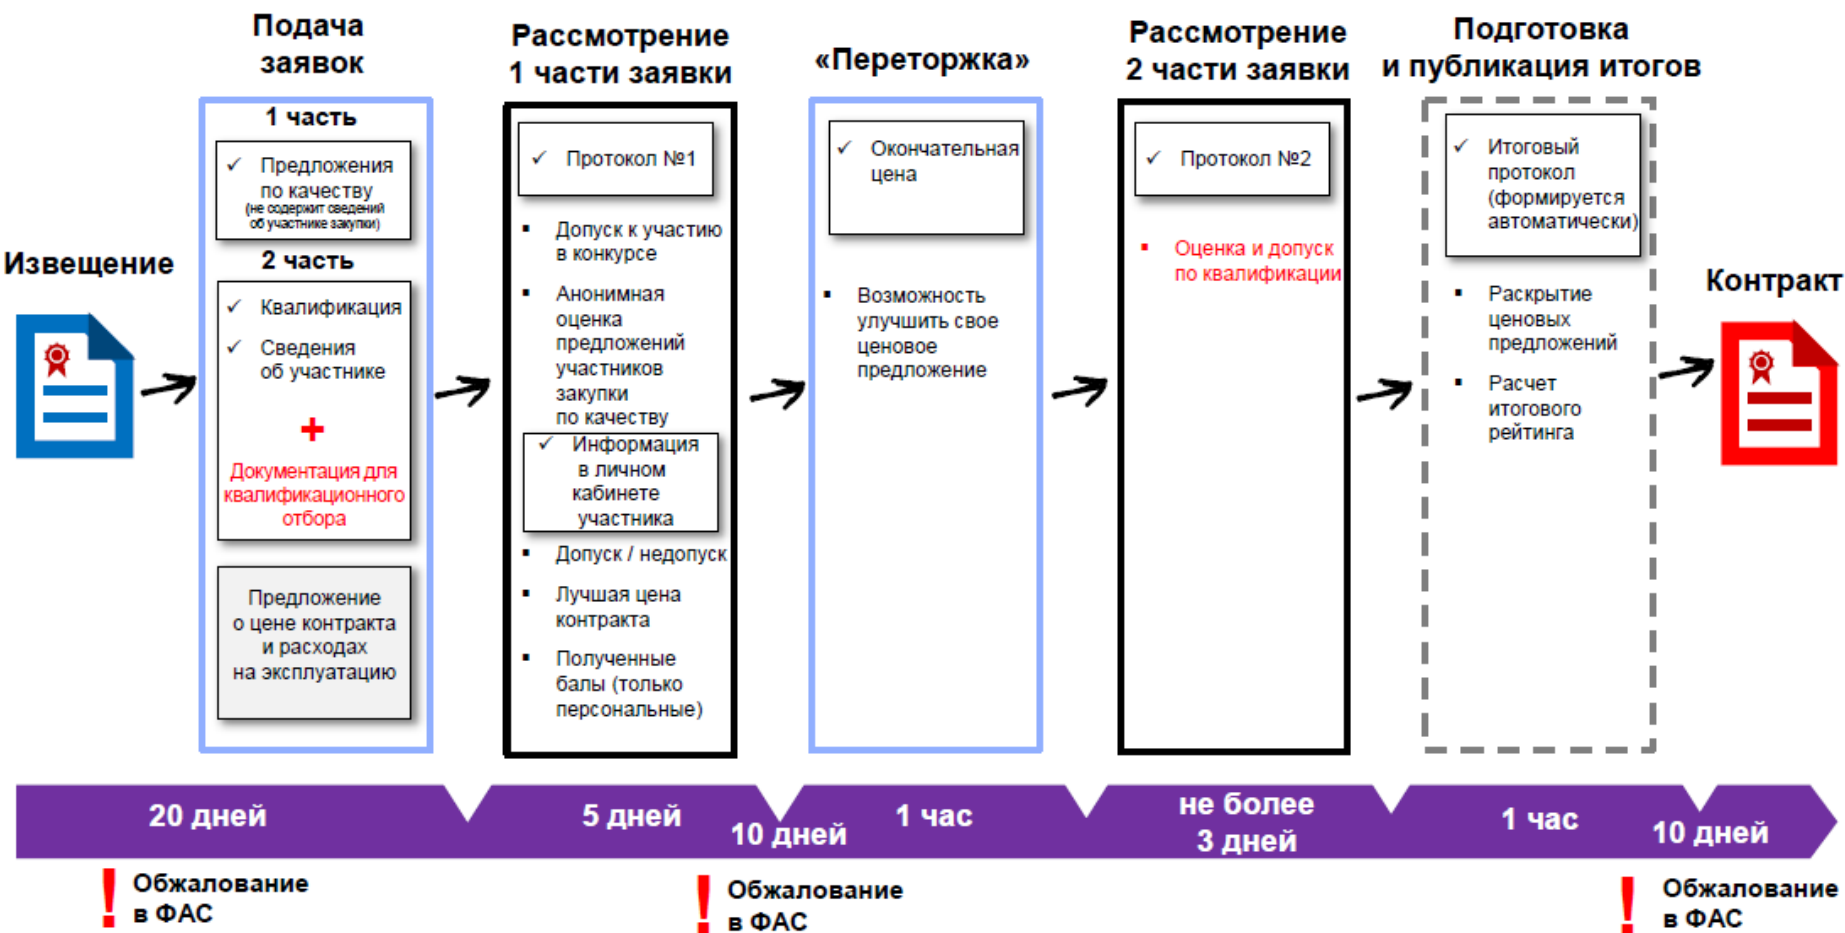 Извещение
Подача
заявок
1 часть
✓ Предложения
по качеству
(не содержит сведений
об участнике закупки)
2 часть
✓ Квалификация
✓ Сведения
об участнике
+
Документация для
квалификационного
отбора
Предложение
о цене контракта
и расходах
на эксплуатацию
Рассмотрение
1 части заявки
✓ Протокол №1
▪ Допуск к участию
в конкурсе
▪ Анонимная
оценка
предложений
участников
закупки
по качеству
✓ Информация
в личном
кабинете
участника
▪ Допуск / недопуск
▪ Лучшая цена
контракта
▪ Полученные
балы (только
персональные)
«Переторжка»
✓ Окончательная
цена
▪ Возможность
улучшить свое
ценовое
предложение
Рассмотрение
2 части заявки
✓ Протокол №2
▪ Оценка и допуск
по квалификации
Подготовка
и публикация итогов
✓ Итоговый
протокол
(формируется
автоматически)
▪ Раскрытие
ценовых
предложений
▪ Расчет
итогового
рейтинга
Контракт
20 дней
5 дней
10 дней
1 час
не более
3 дней
1 час
10 дней
! Обжалование
в ФАС
! Обжалование
в ФАС
! Обжалование
в ФАС